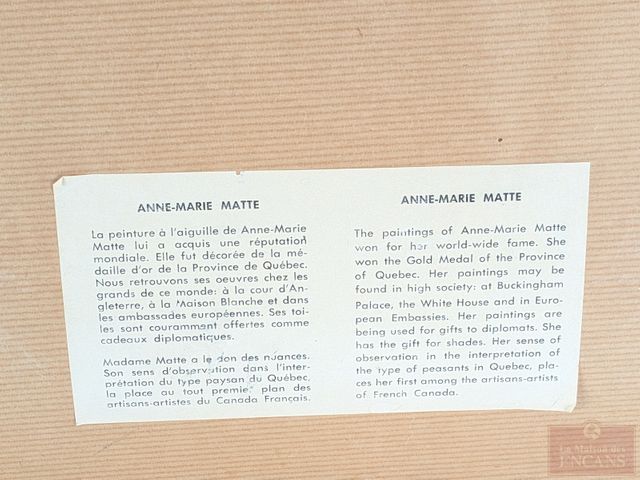 ANNE-MARIE MATTE
La peinture à l'aiguille de Anne-Marie
Matte lui a acquis une réputation
mondiale. Elle fut décorée de la mé-
daille d'or de la Province de Québec.
Nous retrouvons ses oeuvres chez les
grands de ce monde: à la cour d'An-
gleterre, à la Maison Blanche et dans
les ambassades européennes. Ses toi-
les sont couramment offertes comme
cadeaux diplomatiques.
Madame Matte a le don des nuances.
Son sens d'observation dans l'inter-
prétation du type paysan du Québec,
la place au tout premier plan des
artisans-artistes du Canada Français.
ANNE-MARIE MATTE
The paintings of Anne-Marie Matte
won for her world-wide fame. She
won the Gold Medal of the Province
of Quebec. Her paintings may be
found in high society: at Buckingham
Palace, the White House and in Euro-
pean Embassies. Her paintings are
being used for gifts to diplomats. She
has the gift for shades. Her sense of
observation in the interpretation of
the type of peasants in Quebec, pla-
ces her first among the artisans-artists
of French Canada.
La Maison des
ENCANS